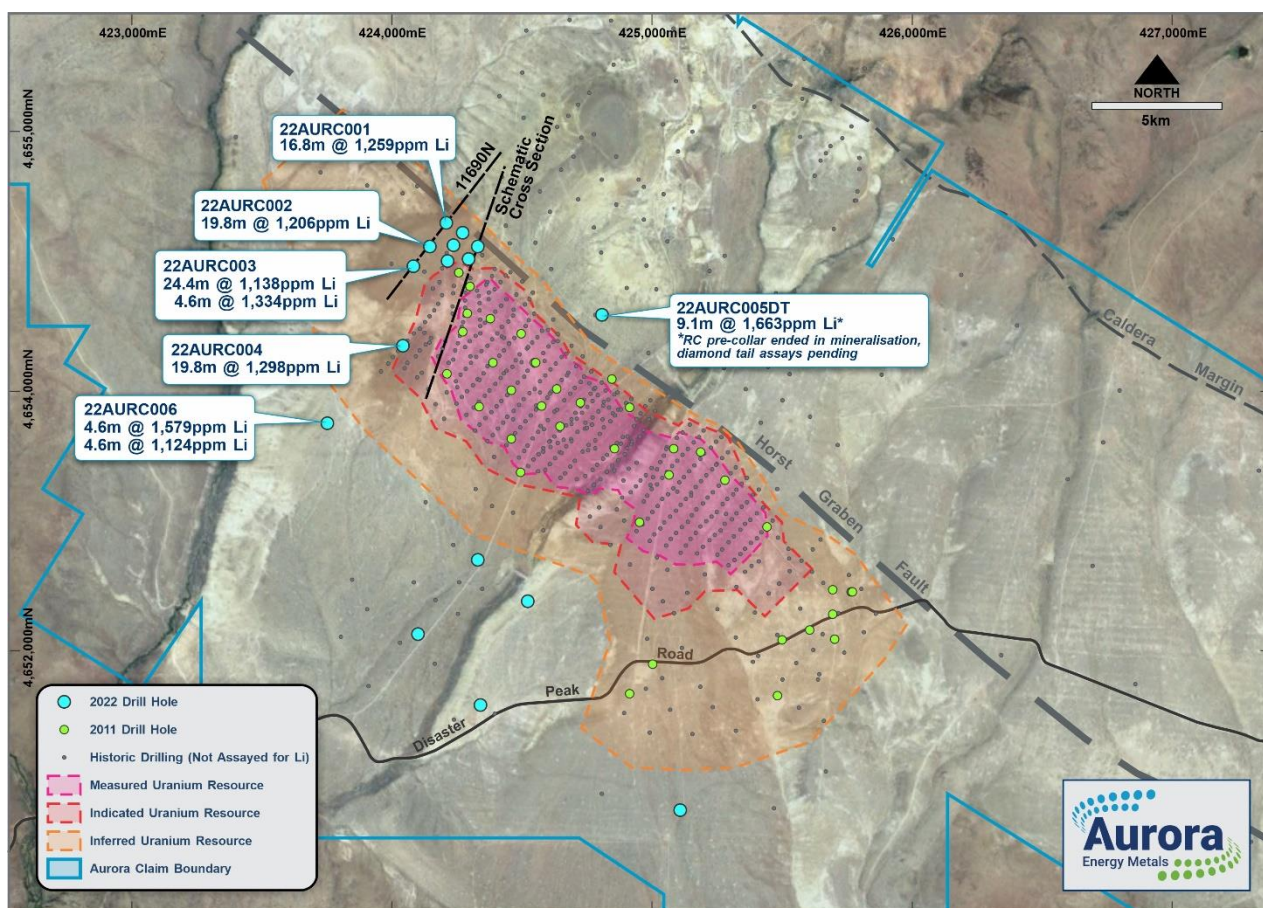 423,000mE
424,000mE
425,000mE
426,000mE
427,000mE
4,655,000mN
4,654,000mN
4,652,000mN
NORTH
5km
22AURC001
16.8m @ 1,259ppm Li
11690N
Schematic
Cross Section
22AURC002
19.8m @ 1,206ppm Li
22AURC003
24.4m @ 1,138ppm Li
4.6m @ 1,334ppm Li
22AURC005DT
9.1m @ 1,663ppm Li*
*RC pre-collar ended in mineralisation,
diamond tail assays pending
22AURC004
19.8m @ 1,298ppm Li
22AURC006
4.6m @ 1,579ppm Li
4.6m @ 1,124ppm Li
Caldera Margin
Horst Graben Fault
Disaster Peak Road
2022 Drill Hole
2011 Drill Hole
Historic Drilling (Not Assayed for Li)
Measured Uranium Resource
Indicated Uranium Resource
Inferred Uranium Resource
Aurora Claim Boundary
Aurora
Energy Metals